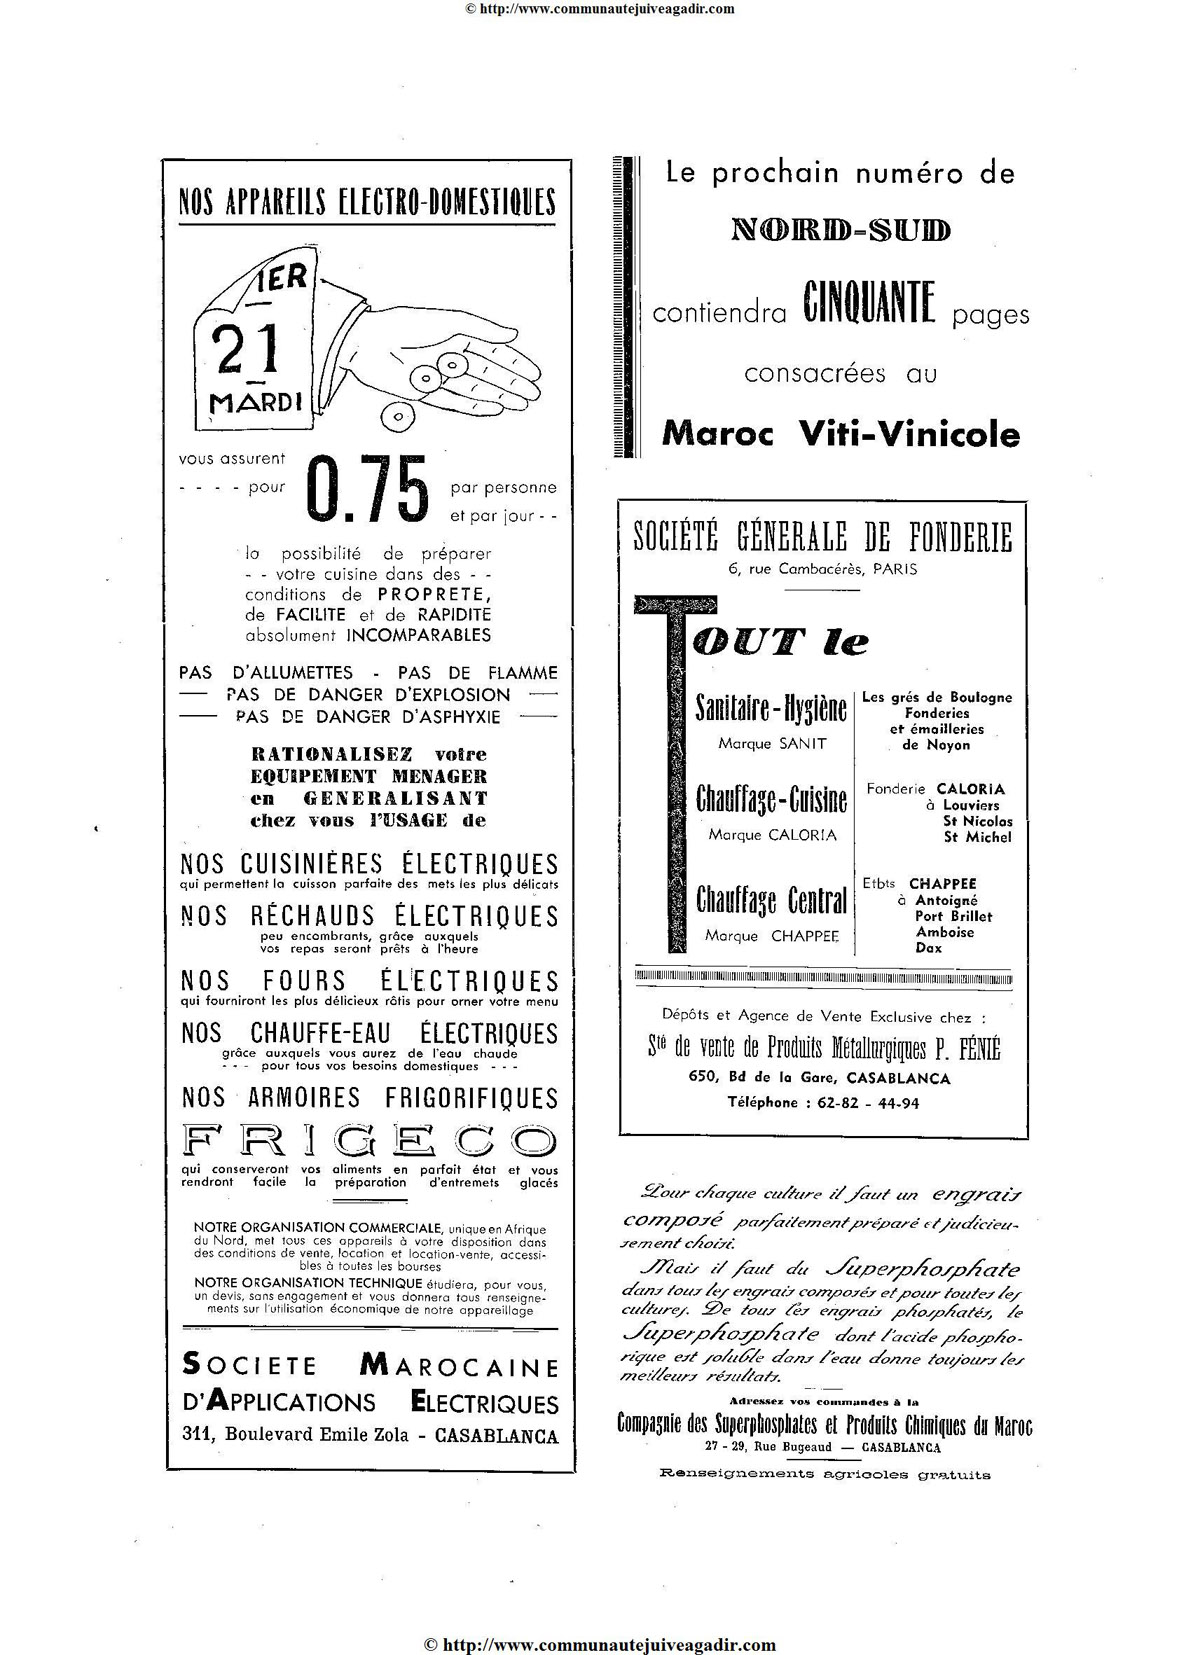 © http://www.communautejuiveagadir.com
NOS APPAREILS ELECTRO-DOMESTIQUES
IER
21
MARDI
vous assurent
- - - - pour
0.75
par personne
et par jour - -
la possibilité de préparer
- - votre cuisine dans des - -
conditions de PROPRETE,
de FACILITE et de RAPIDITE
absolument INCOMPARABLES
PAS D'ALLUMETTES - PAS DE FLAMME
— PAS DE DANGER D'EXPLOSION —
— PAS DE DANGER D'ASPHYXIE —
RATIONALISEZ votre
EQUIPEMENT MENAGER
en GENERALISANT
chez vous l'USAGE de
NOS CUISINIÈRES ÉLECTRIQUES
qui permettent la cuisson parfaite des mets les plus délicats
NOS RÉCHAUDS ÉLECTRIQUES
peu encombrants, grâce auxquels
vos repas seront prêts à l'heure
NOS FOURS ÉLECTRIQUES
qui fourniront les plus délicieux rôtis pour orner votre menu
NOS CHAUFFE-EAU ÉLECTRIQUES
grâce auxquels vous aurez de l'eau chaude
- - - pour tous vos besoins domestiques - - -
NOS ARMOIRES FRIGORIFIQUES
FRIGECO
qui conserveront vos aliments en parfait état et vous
rendront facile la préparation d'entremets glacés
NOTRE ORGANISATION COMMERCIALE, unique en Afrique
du Nord, met tous ces appareils à votre disposition dans
des conditions de vente, location et location-vente, accessi-
bles à toutes les bourses
NOTRE ORGANISATION TECHNIQUE étudiera, pour vous,
un devis, sans engagement et vous donnera tous renseigne-
ments sur l'utilisation économique de notre appareillage
SOCIETE MAROCAINE
D'APPLICATIONS ELECTRIQUES
311, Boulevard Emile Zola - CASABLANCA
Le prochain numéro de
NORD-SUD
contiendra CINQUANTE pages
consacrées au
Maroc Viti-Vinicole
SOCIÉTÉ GÉNERALE DE FONDERIE
6, rue Cambacérès, PARIS
TOUT le
Sanitaire-Hygiène
Marque SANIT
Les grés de Boulogne
Fonderies
et émailleries
de Noyon
Chauffage-Cuisine
Marque CALORIA
Fonderie CALORIA
à Louviers
St Nicolas
St Michel
Chauffage Central
Marque CHAPPEE
Etbts CHAPPEE
à Antoigné
Port Brillet
Amboise
Dax
Dépôts et Agence de Vente Exclusive chez :
Sté de vente de Produits Métallurgiques P. FÉNIÉ
650, Bd de la Gare, CASABLANCA
Téléphone : 62-82 - 44-94
Pour chaque culture il faut un engrais
composé parfaitement préparé et judicieu-
sement choisi.
Mais il faut du Superphosphate
dans tous les engrais composés et pour toutes les
cultures. De tous les engrais phosphatés, le
Superphosphate dont l'acide phospho-
rique est soluble dans l'eau donne toujours les
meilleurs résultats.
Adressez vos commandes à la
Compagnie des Superphosphates et Produits Chimiques du Maroc
27 - 29, Rue Bugeaud — CASABLANCA
Renseignements agricoles gratuits
© http://www.communautejuiveagadir.com